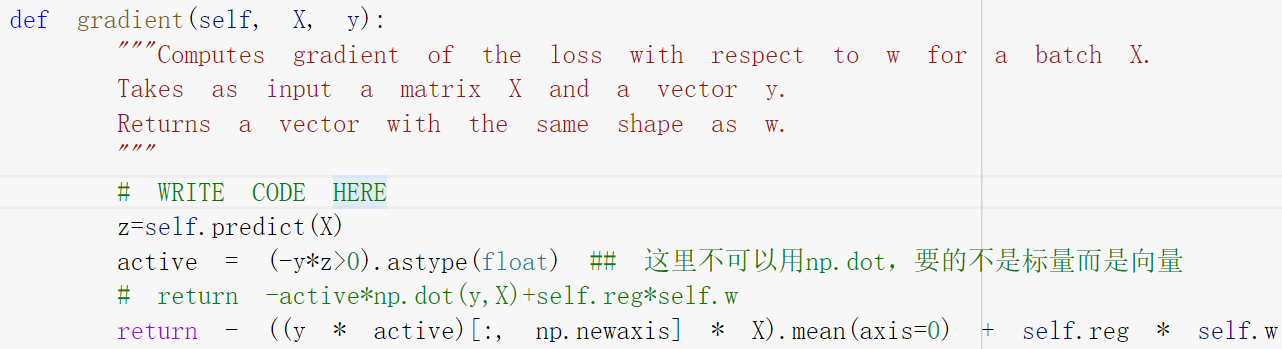 def gradient(self, X, y):
"""Computes gradient of the loss with respect to w for a batch X.
Takes as input a matrix X and a vector y.
Returns a vector with the same shape as w.
"""
# WRITE CODE HERE
z=self.predict(X)
active = (-y*z>0).astype(float) ## 这里不可以用np.dot，要的不是标量而是向量
# return -active*np.dot(y,X)+self.reg*self.w
return - ((y * active)[:, np.newaxis] * X).mean(axis=0) + self.reg * self.w